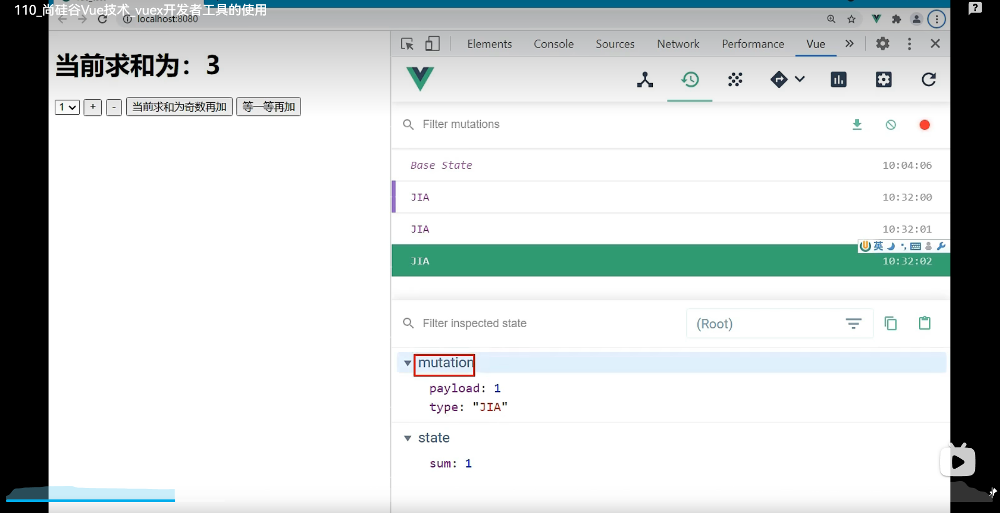 110_尚硅谷Vue技术_vuex开发者工具的使用
localhost:8080
Elements Console Sources Network Performance Vue
当前求和为：3
1 + - 当前求和为奇数再加 等一等再加
Filter mutations
Base State 10:04:06
JIA 10:32:00
JIA 10:32:01
英
JIA 10:32:02
Filter inspected state (Root)
mutation
payload: 1
type: "JIA"
state
sum: 1